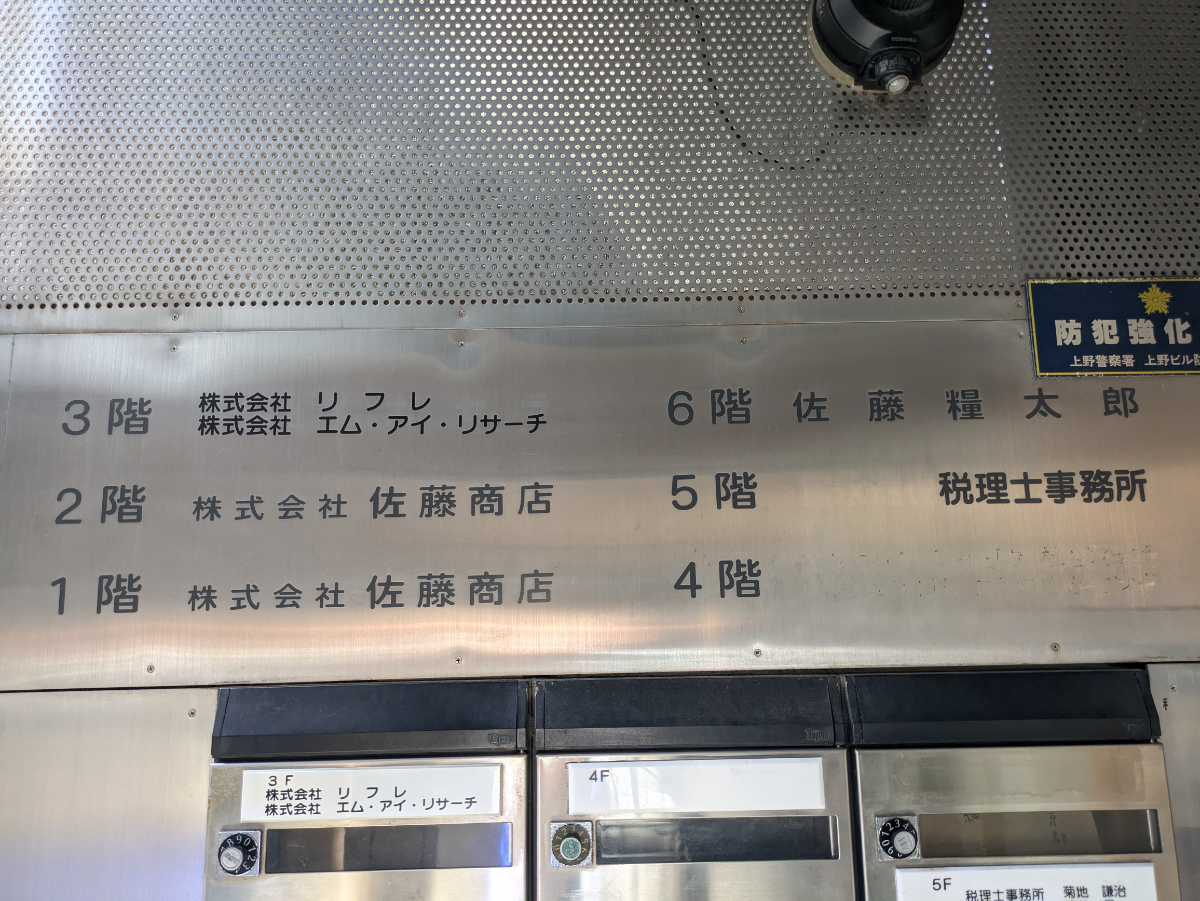 TOSHIBA
防犯強化
上野警察署 上野ビル防
3階 株式会社 リフレ
株式会社 エム・アイ・リサーチ
2階 株式会社 佐藤商店
1階 株式会社 佐藤商店
6階 佐藤糧太郎
5階 税理士事務所
4階
3F
株式会社 リフレ
株式会社 エム・アイ・リサーチ
4F
5F
税理士事務所 菊地 謙治